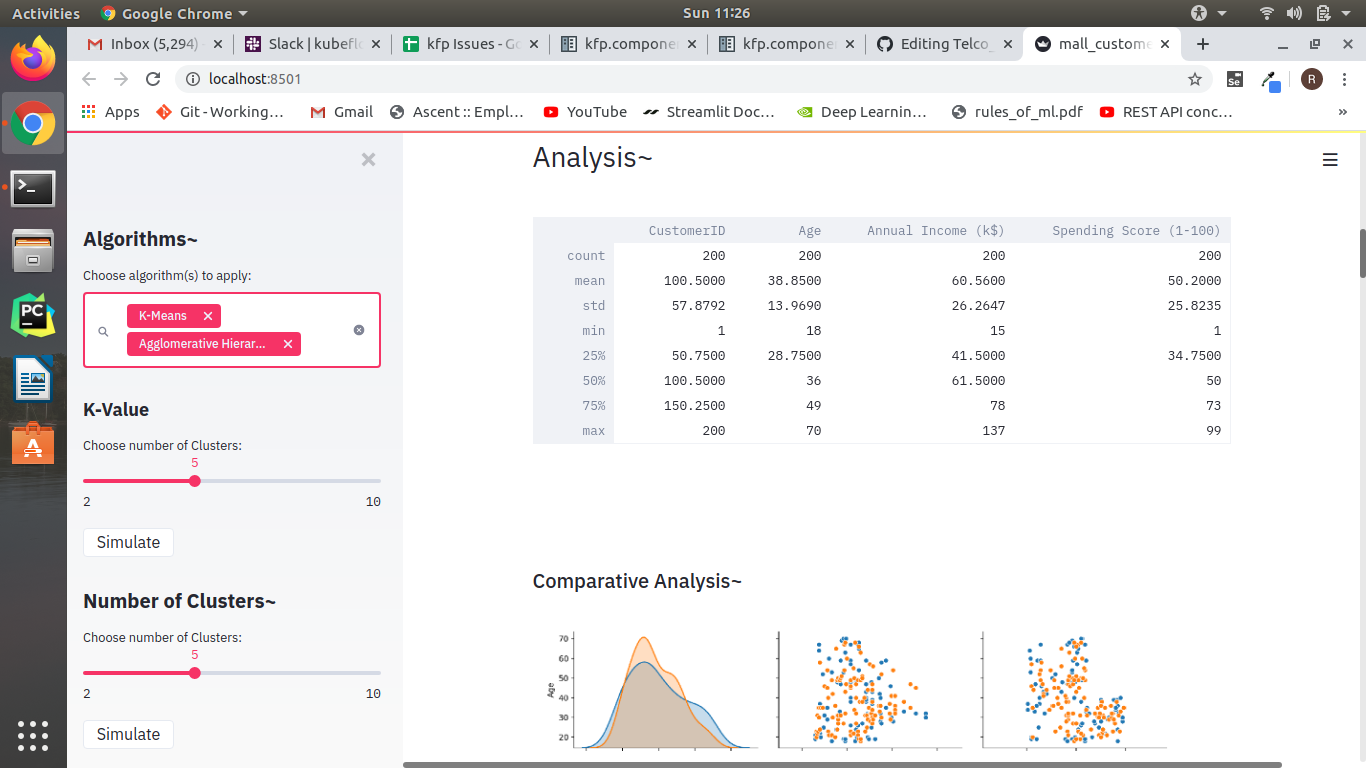 Activities Google Chrome Sun 11:26
Inbox (5,294) - Slack | kubeflo kfp Issues - Go kfp.compone kfp.compone Editing Telco_ mall_custome
localhost:8501 Se R
Apps Git - Working... Gmail Ascent :: Empl... YouTube Streamlit Doc... Deep Learnin... rules_of_ml.pdf REST API conc... »
Algorithms~
Choose algorithm(s) to apply:
K-Means
Agglomerative Hierar...
K-Value
Choose number of Clusters:
5
2 10
Simulate
Number of Clusters~
Choose number of Clusters:
5
2 10
Simulate
PC
Analysis~
CustomerID Age Annual Income (k$) Spending Score (1-100)
count 200 200 200 200
mean 100.5000 38.8500 60.5600 50.2000
std 57.8792 13.9690 26.2647 25.8235
min 1 18 15 1
25% 50.7500 28.7500 41.5000 34.7500
50% 100.5000 36 61.5000 50
75% 150.2500 49 78 73
max 200 70 137 99
Comparative Analysis~
70
60
50
40
30
20
Age